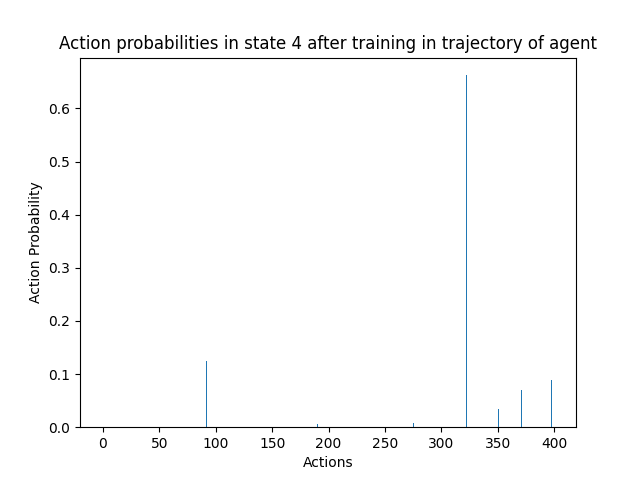 Action probabilities in state 4 after training in trajectory of agent
Action Probability
0.6
0.5
0.4
0.3
0.2
0.1
0.0
0 50 100 150 200 250 300 350 400
Actions